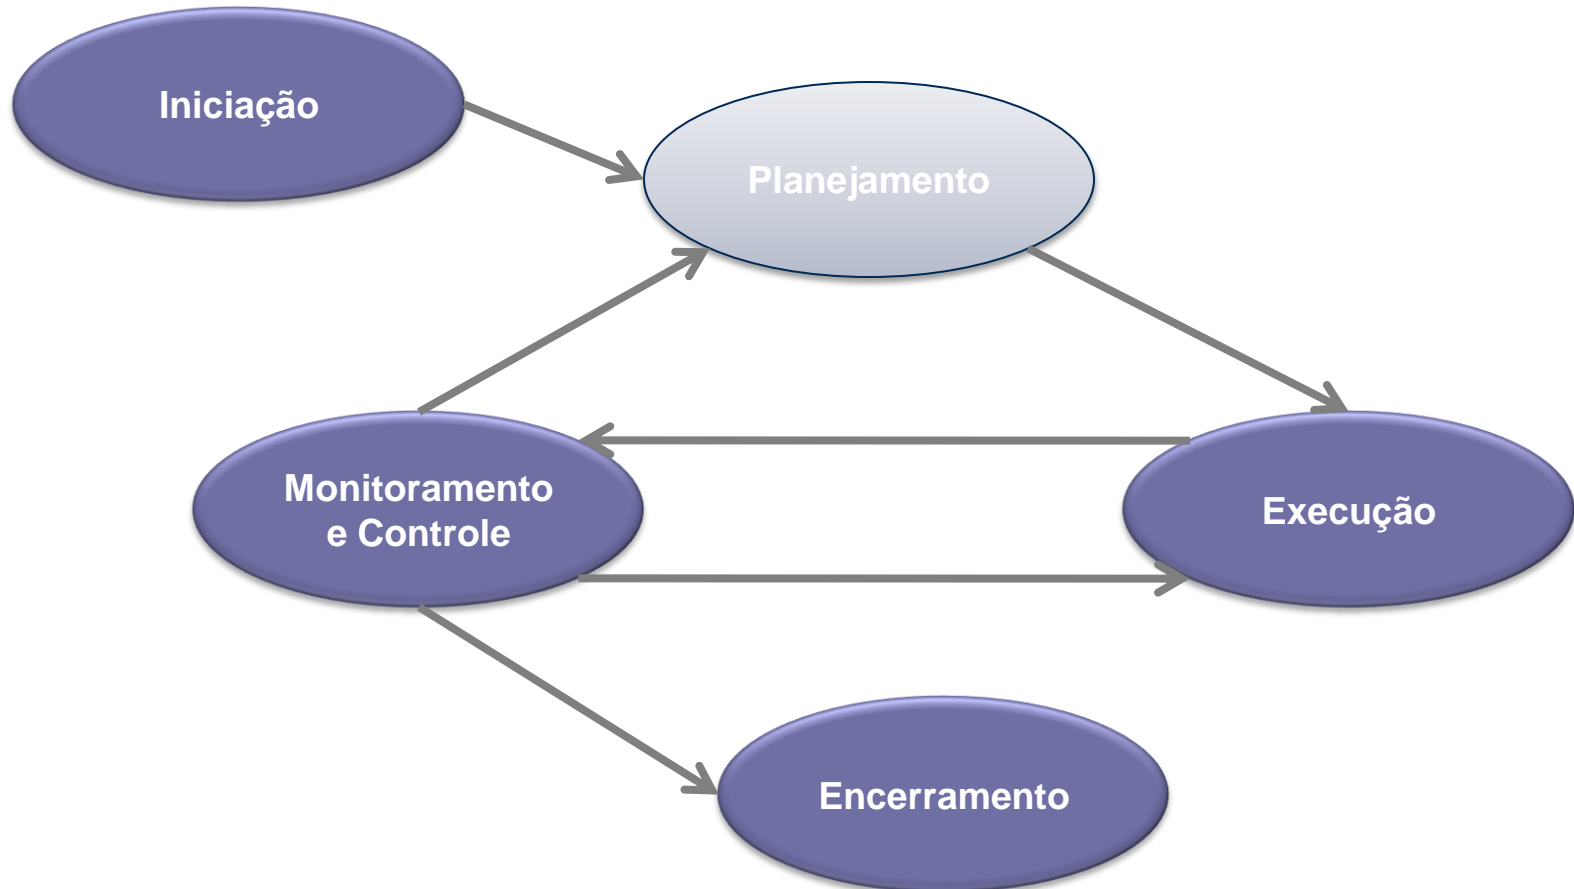 Iniciação
Planejamento
Monitoramento
e Controle
Execução
Encerramento